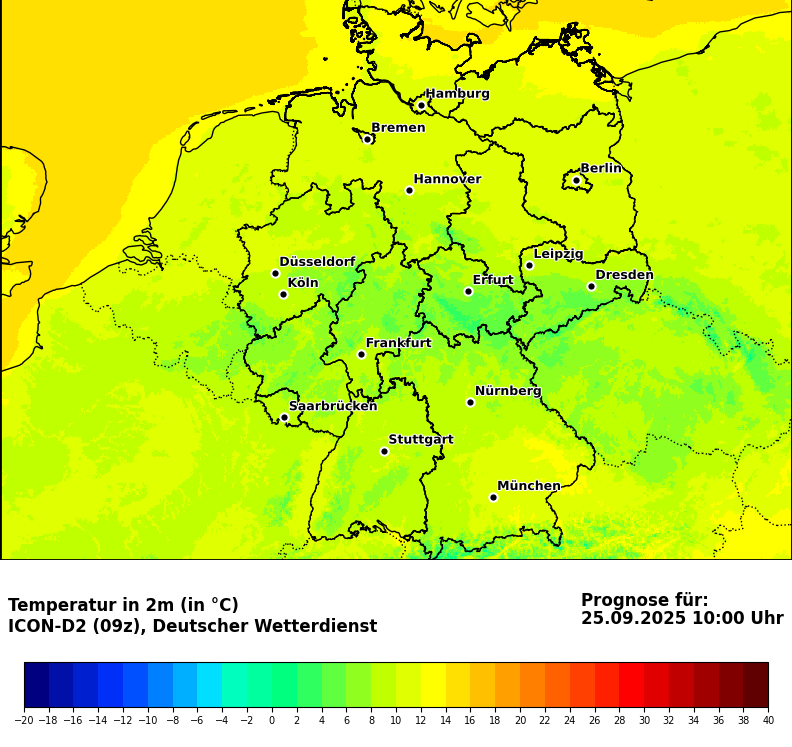 Hamburg
Bremen
Berlin
Hannover
Leipzig
Düsseldorf
Dresden
Köln
Erfurt
Frankfurt
Nürnberg
Saarbrücken
Stuttgart
München
Temperatur in 2m (in °C)
ICON-D2 (09z), Deutscher Wetterdienst
Prognose für:
25.09.2025 10:00 Uhr
−20 −18 −16 −14 −12 −10 −8 −6 −4 −2 0 2 4 6 8 10 12 14 16 18 20 22 24 26 28 30 32 34 36 38 40